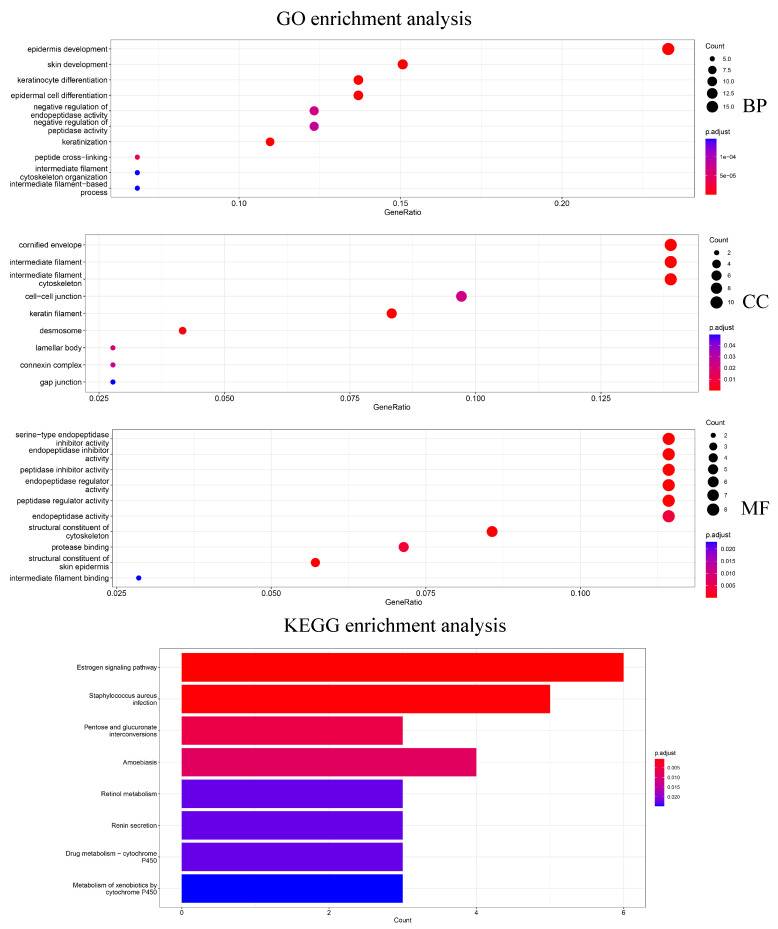 GO enrichment analysis
epidermis development
skin development
keratinocyte differentiation
epidermal cell differentiation
negative regulation of
endopeptidase activity
negative regulation of
peptidase activity
keratinization
peptide cross−linking
intermediate filament
cytoskeleton organization
intermediate filament−based
process
0.10
0.15
0.20
GeneRatio
Count
5.0
7.5
10.0
12.5
15.0
p.adjust
1e−04
5e−05
BP
cornified envelope
intermediate filament
intermediate filament
cytoskeleton
cell−cell junction
keratin filament
desmosome
lamellar body
connexin complex
gap junction
0.025
0.050
0.075
0.100
0.125
GeneRatio
Count
2
4
6
8
10
p.adjust
0.04
0.03
0.02
0.01
CC
serine−type endopeptidase
inhibitor activity
endopeptidase inhibitor
activity
peptidase inhibitor activity
endopeptidase regulator
activity
peptidase regulator activity
endopeptidase activity
structural constituent of
cytoskeleton
protease binding
structural constituent of
skin epidermis
intermediate filament binding
0.025
0.050
0.075
0.100
GeneRatio
Count
2
3
4
5
6
7
8
p.adjust
0.020
0.015
0.010
0.005
MF
KEGG enrichment analysis
Estrogen signaling pathway
Staphylococcus aureus
infection
Pentose and glucuronate
interconversions
Amoebiasis
Retinol metabolism
Renin secretion
Drug metabolism − cytochrome
P450
Metabolism of xenobiotics by
cytochrome P450
0
2
4
6
Count
p.adjust
0.005
0.010
0.015
0.020